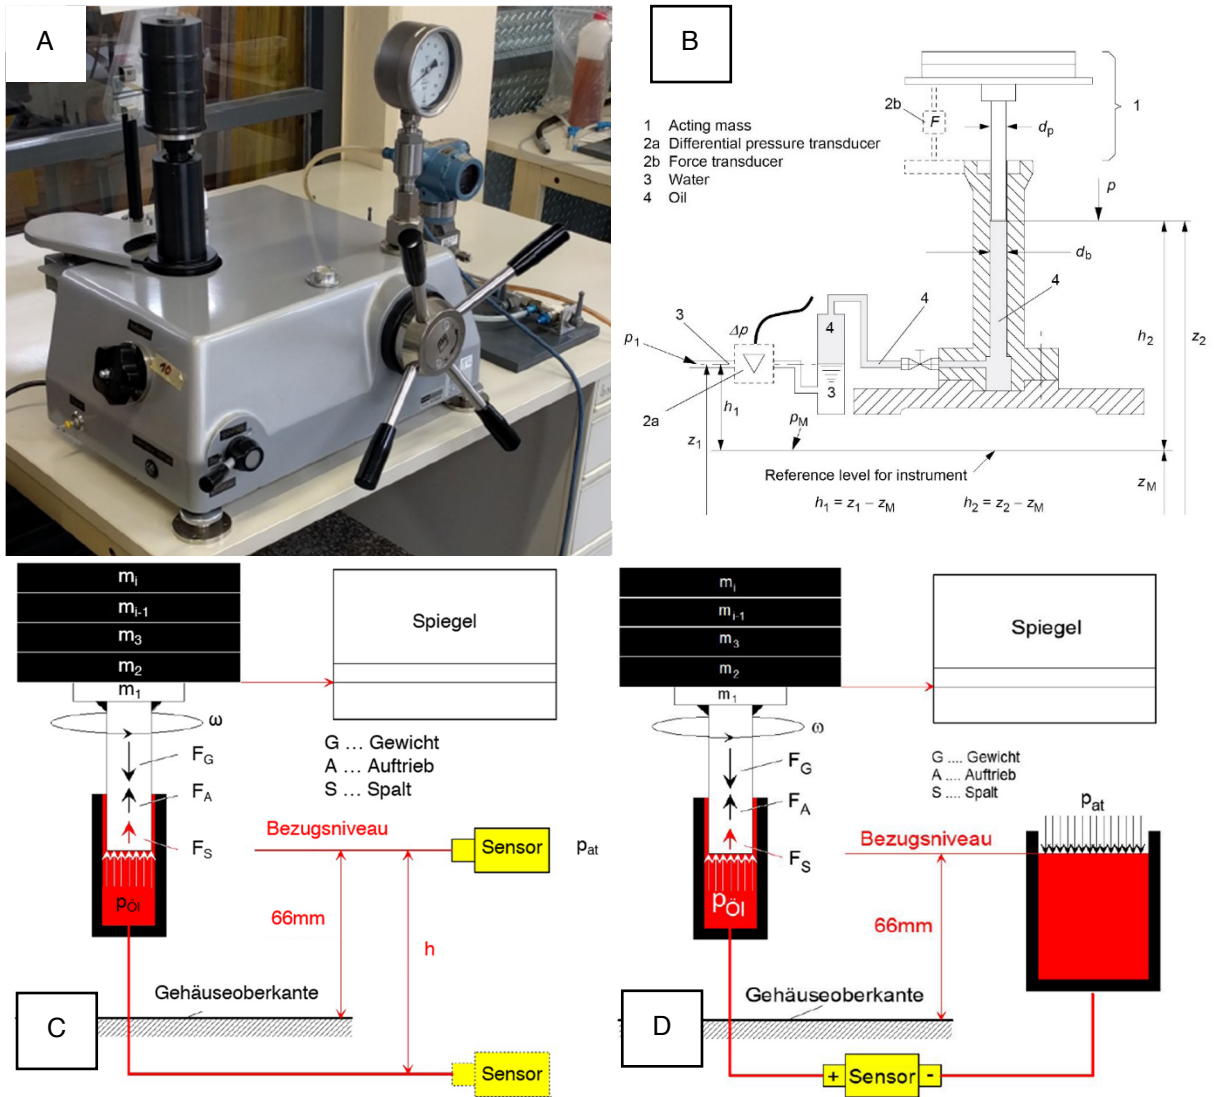 A
10
B
1 Acting mass
2a Differential pressure transducer
2b Force transducer
3 Water
4 Oil
2b
F
1
dp
p
db
4
4
4
3
Δp
p1
3
2a
h1
z1
pM
h2
z2
zM
Reference level for instrument
h1 = z1 − zM
h2 = z2 − zM
mi
mi-1
m3
m2
m1
ω
FG
FA
FS
pÖl
Spiegel
G ... Gewicht
A ... Auftrieb
S ... Spalt
Bezugsniveau
Sensor
pat
66mm
h
Gehäuseoberkante
Sensor
C
mi
mi-1
m3
m2
m1
ω
FG
FA
FS
pÖl
Spiegel
G .... Gewicht
A .... Auftrieb
S .... Spalt
pat
Bezugsniveau
66mm
Gehäuseoberkante
+ Sensor -
D